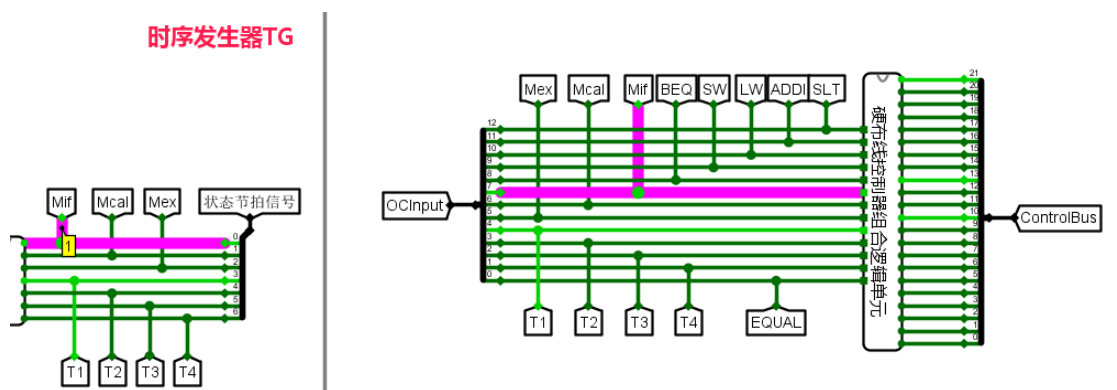 时序发生器TG
Mif
Mcal
Mex
状态节拍信号
1
0
1
2
3
4
5
6
T1
T2
T3
T4
Mex
Mcal
Mif
BEQ
SW
LW
ADDI
SLT
OCInput
12
11
10
9
8
7
6
5
4
3
2
1
0
硬布线控制器组合逻辑单元
T1
T2
T3
T4
EQUAL
21
20
19
18
17
16
15
14
13
12
11
10
9
8
7
6
5
4
3
2
1
0
ControlBus